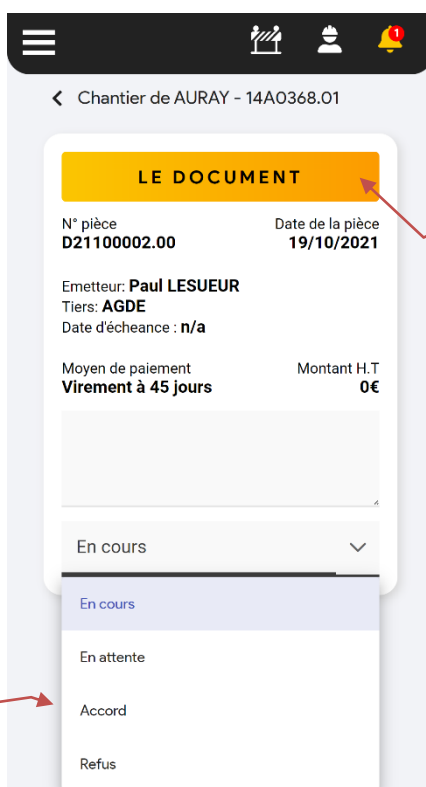 1
Chantier de AURAY - 14A0368.01
LE DOCUMENT
N° pièce Date de la pièce
D21100002.00 19/10/2021
Emetteur: Paul LESUEUR
Tiers: AGDE
Date d'écheance : n/a
Moyen de paiement Montant H.T
Virement à 45 jours 0€
En cours
En cours
En attente
Accord
Refus